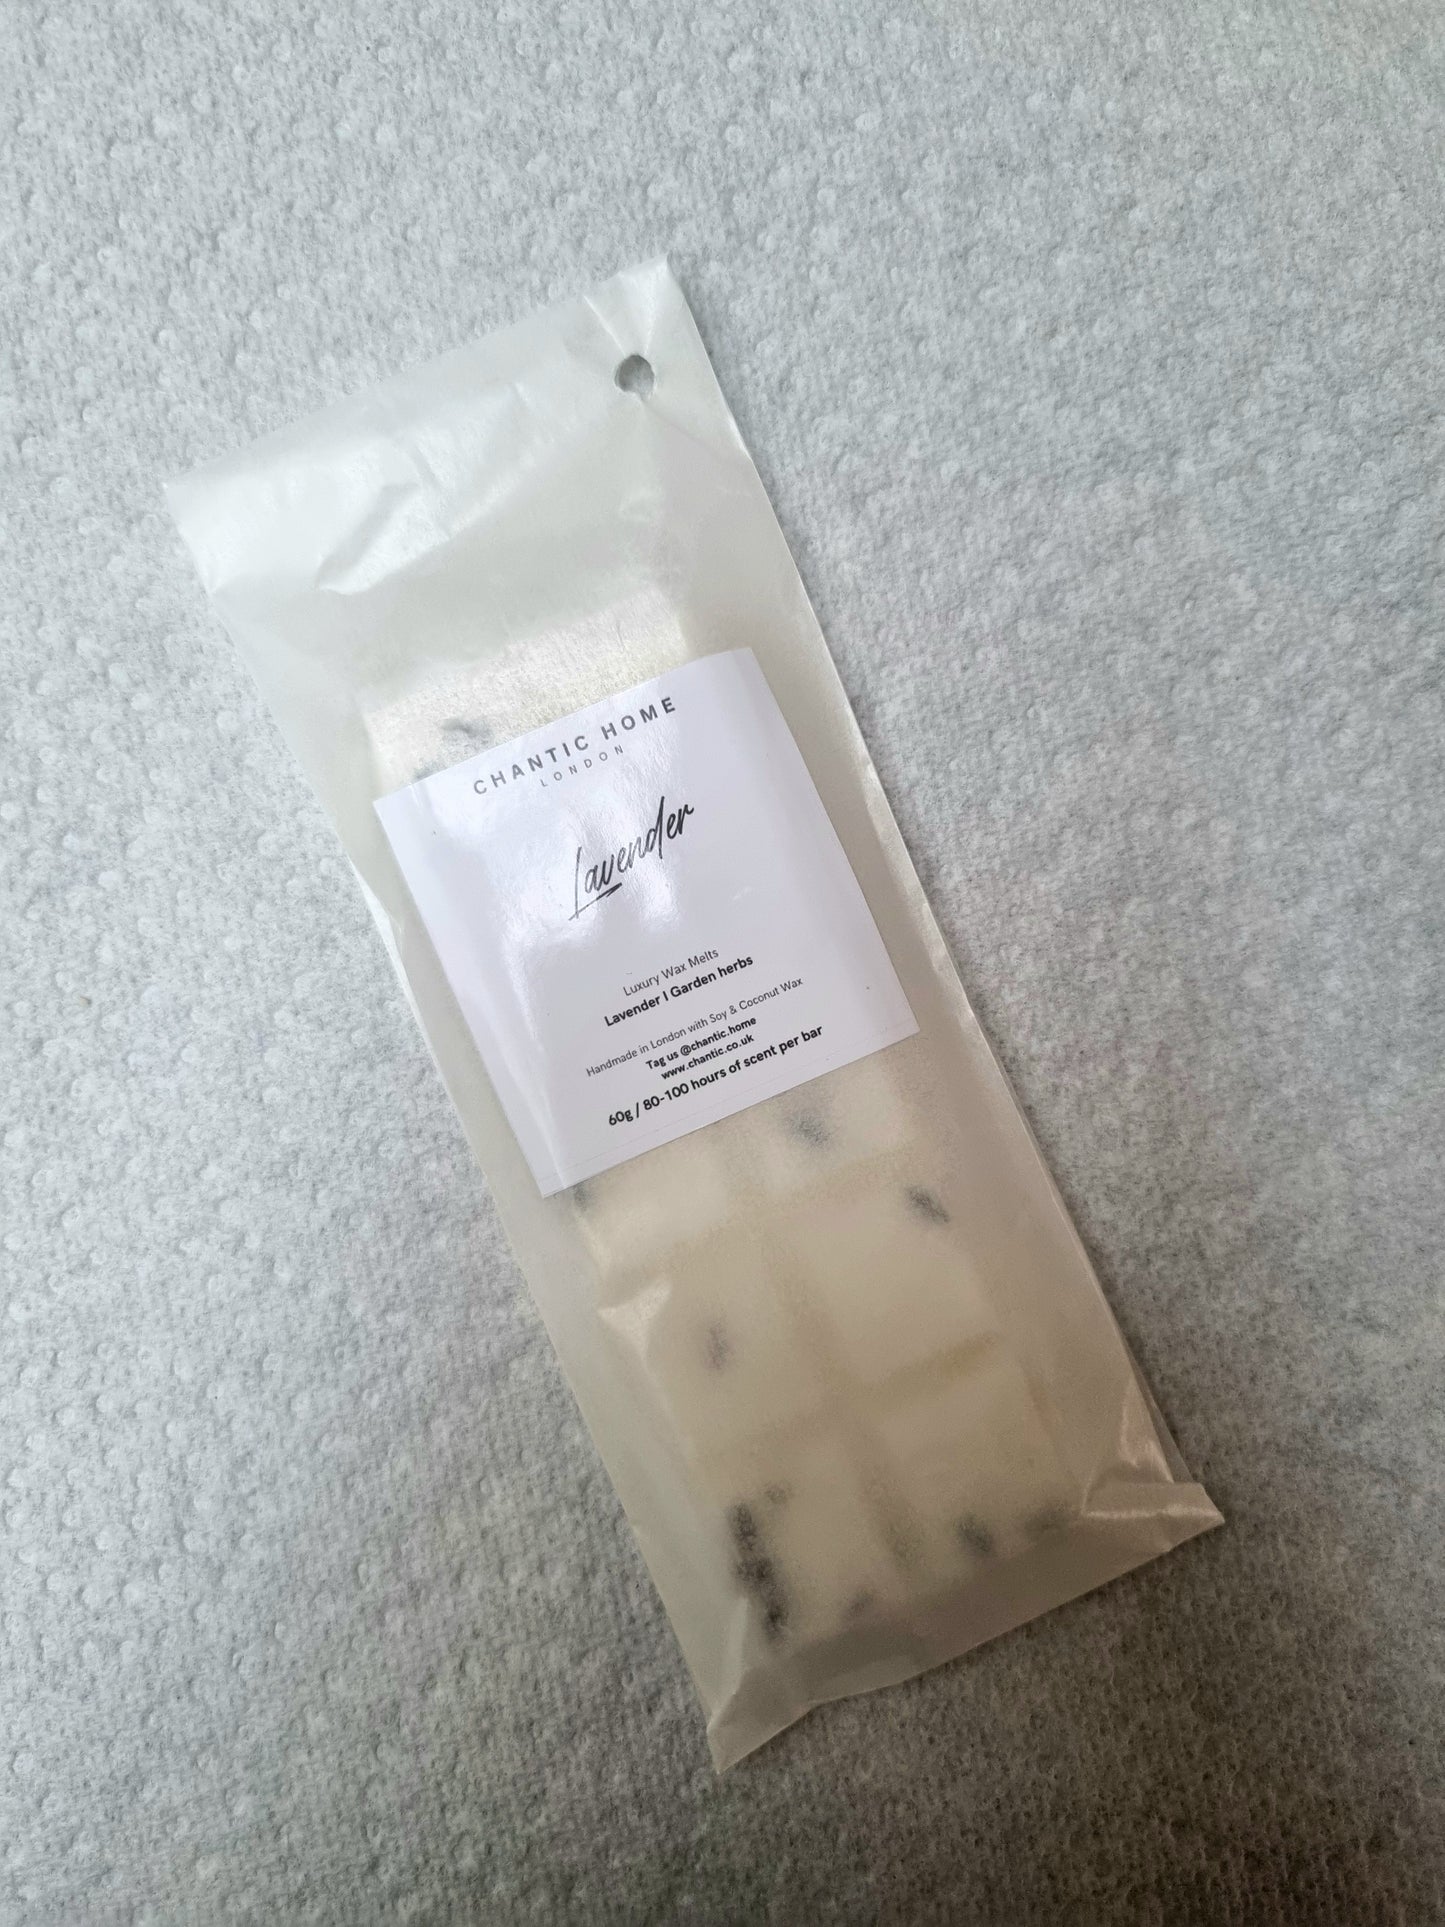 CHANTIC HOME
LONDON
Lavender
Luxury Wax Melts
Lavender I Garden herbs
Handmade in London with Soy & Coconut Wax
Tag us @chantic.home
www.chantic.co.uk
60g / 80-100 hours of scent per bar